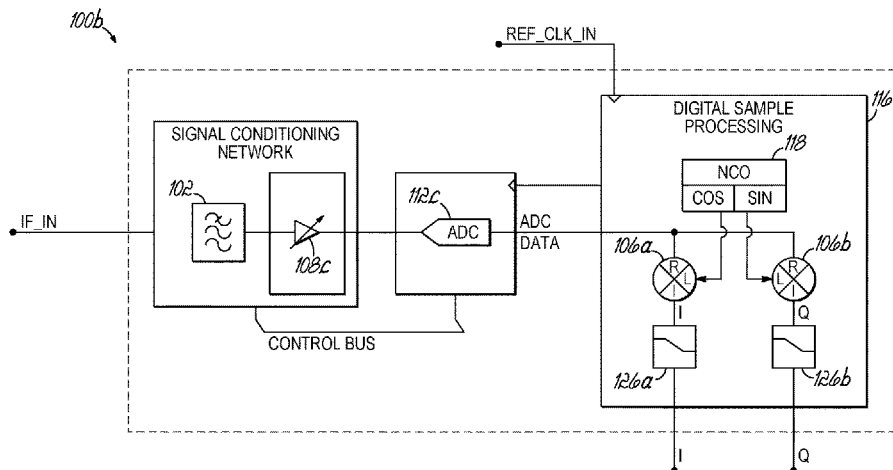 100b
REF_CLK_IN
116
DIGITAL SAMPLE
PROCESSING
SIGNAL CONDITIONING
NETWORK
118
NCO
COS
SIN
102
112c
IF_IN
ADC
ADC
DATA
108c
106a
106b
R
L
I
R
L
I
I
Q
CONTROL BUS
126a
126b
I
Q